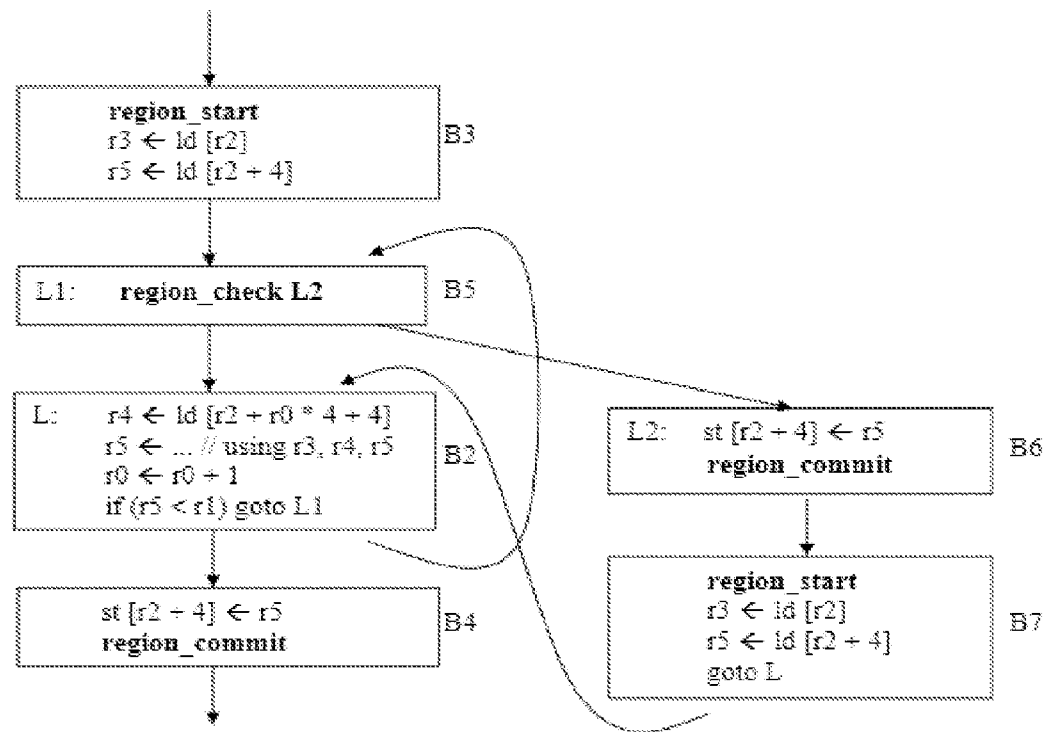 region_start
r3 ← ld [r2]
r5 ← ld [r2 + 4]
B3
L1: region_check L2
B5
L: r4 ← ld [r2 + r0 * 4 + 4]
r5 ← ... // using r3, r4, r5
r0 ← r0 + 1
if (r5 < r1) goto L1
B2
st [r2 + 4] ← r5
region_commit
B4
L2: st [r2 + 4] ← r5
region_commit
B6
region_start
r3 ← ld [r2]
r5 ← ld [r2 + 4]
goto L
B7